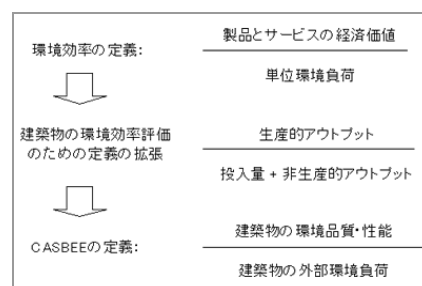 製品とサービスの経済価値
環境効率の定義:
単位環境負荷
建築物の環境効率評価
のための定義の拡張
生産的アウトプット
投入量 + 非生産的アウトプット
建築物の環境品質・性能
CASBEEの定義:
建築物の外部環境負荷